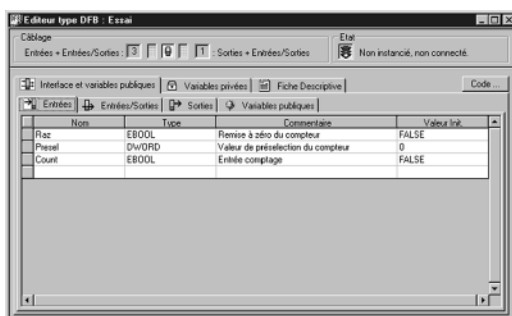 Editeur type DFB : Essai
Câblage
Entrées + Entrées/Sorties : 3 0 1 : Sorties + Entrées/Sorties
Etat
Non instancié, non connecté.
Interface et variables publiques Variables privées Fiche Descriptive Code ...
Entrées Entrées/Sorties Sorties Variables publiques
Nom Type Commentaire Valeur Init.
Raz EBOOL Remise à zéro du compteur FALSE
Presel DWORD Valeur de préselection du compteur 0
Count EBOOL Entrée comptage FALSE